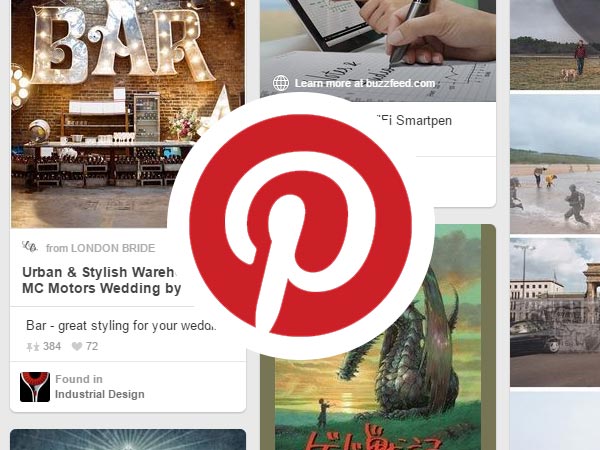 BAR
from LONDON BRIDE
Urban & Stylish Wareh
MC Motors Wedding by
Bar - great styling for your weddi
384 72
Found in
Industrial Design
Learn more at buzzfeed.com
Fi Smartpen